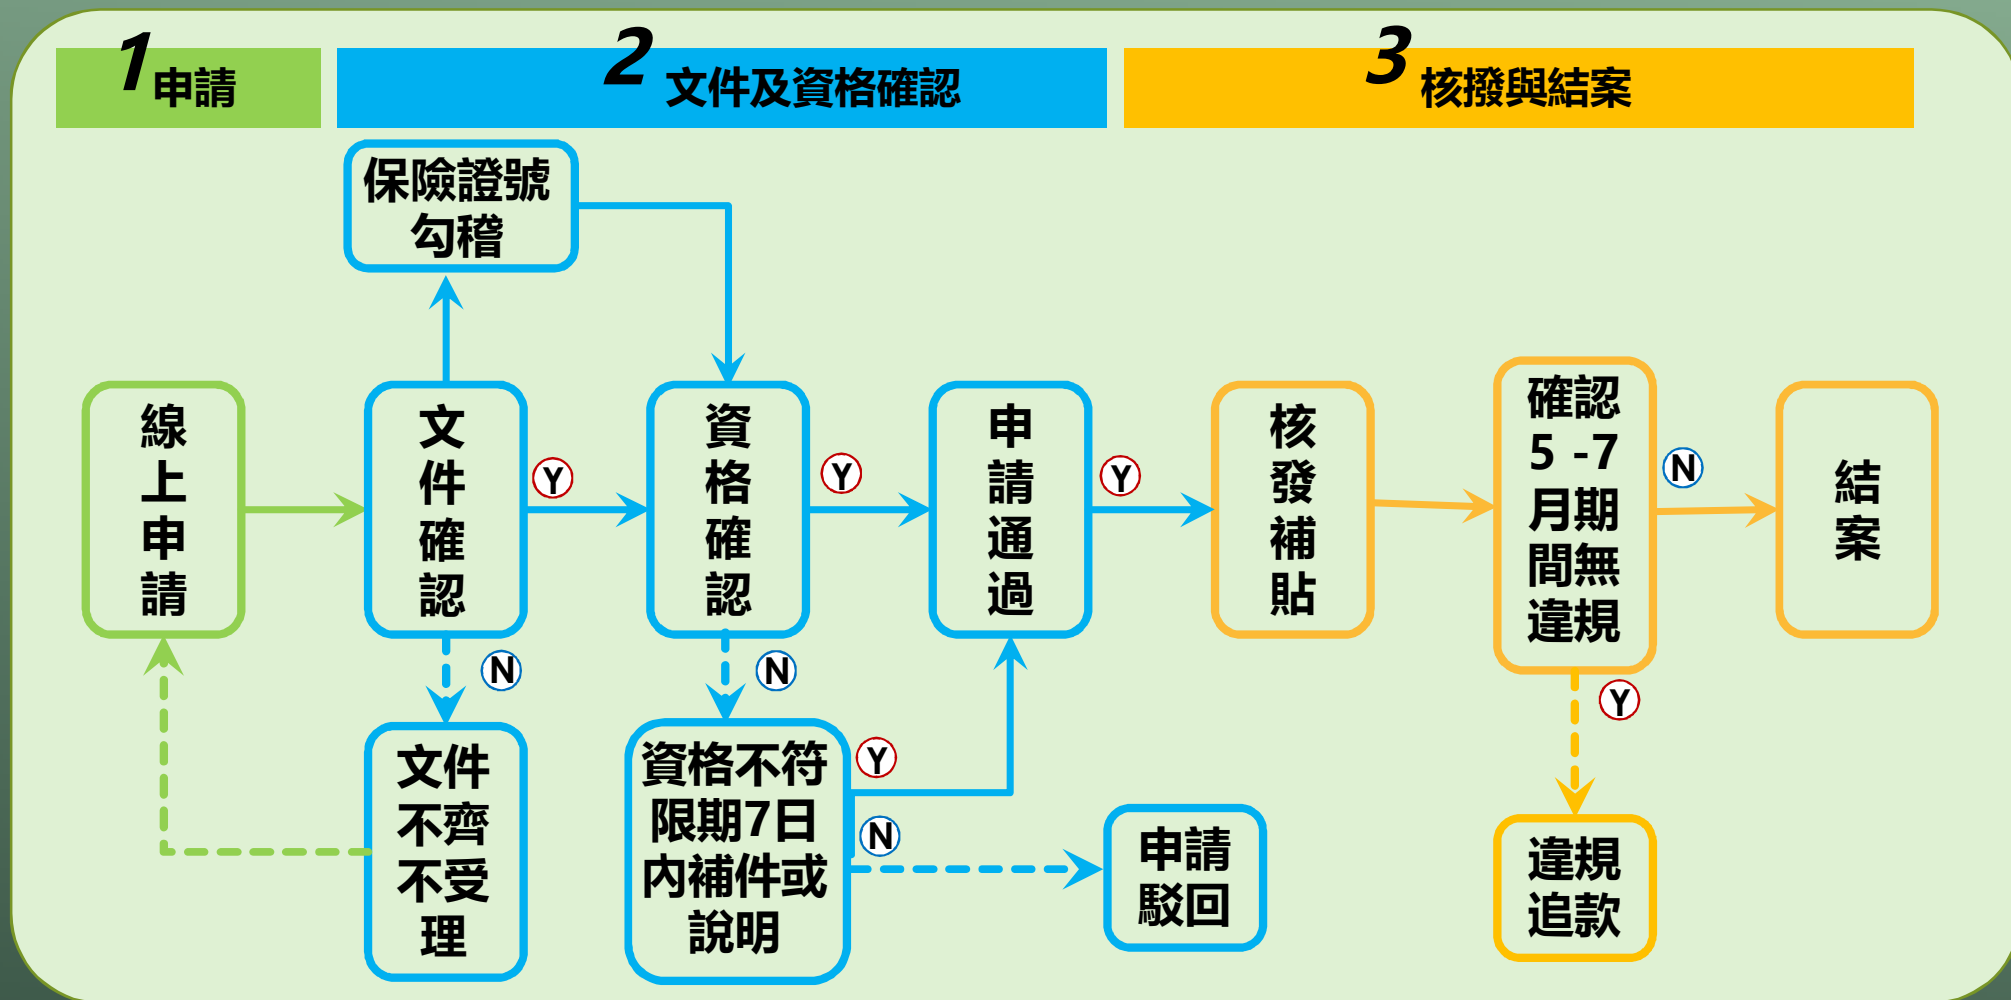 1 申請
2 文件及資格確認
3 核撥與結案
保險證號
勾稽
線
上
申
請
文
件
確
認
Y
資
格
確
認
Y
申
請
通
過
Y
核
發
補
貼
確認
5 -7
月期
間無
違規
N
結
案
N
文件
不齊
不受
理
N
資格不符
限期7日
內補件或
說明
Y
N
申請
駁回
Y
違規
追款